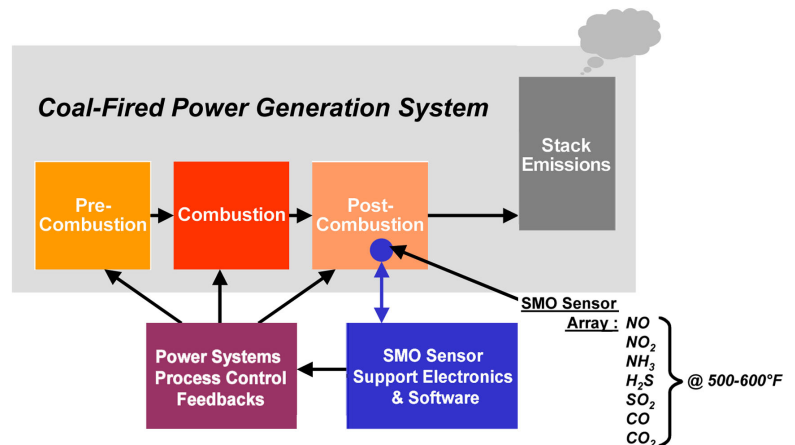 Coal-Fired Power Generation System
Stack
Emissions
Pre-
Combustion
Combustion
Post-
Combustion
SMO Sensor
Array :
NO
NO₂
NH₃
H₂S
SO₂
CO
CO₂
@ 500-600°F
Power Systems
Process Control
Feedbacks
SMO Sensor
Support Electronics
& Software